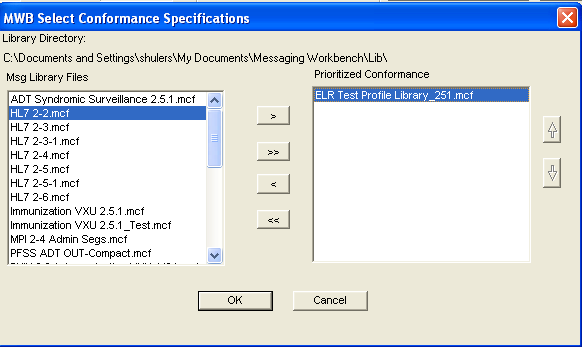 MWB Select Conformance Specifications
Library Directory:
C:\Documents and Settings\shulers\My Documents\Messaging Workbench\Lib\
Msg Library Files
Prioritized Conformance
ADT Syndromic Surveillance 2.5.1.mcf
HL7 2-2.mcf
HL7 2-3.mcf
HL7 2-3-1.mcf
HL7 2-4.mcf
HL7 2-5.mcf
HL7 2-5-1.mcf
HL7 2-6.mcf
Immunization VXU 2.5.1.mcf
Immunization VXU 2.5.1_Test.mcf
MPI 2-4 Admin Segs.mcf
PFSS ADT OUT-Compact.mcf
>
>>
<
<<
ELR Test Profile Library_251.mcf
OK
Cancel